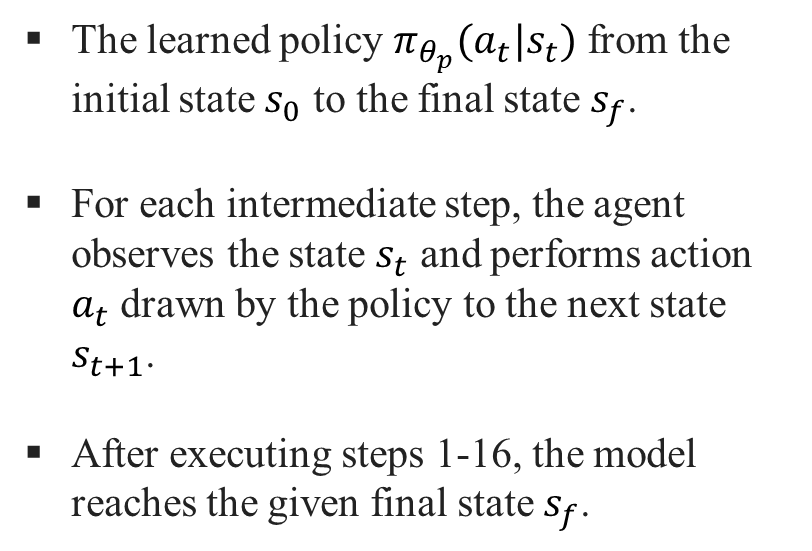 ▪ The learned policy π_{θ_p}(a_t|s_t) from the
initial state s_0 to the final state s_f.
▪ For each intermediate step, the agent
observes the state s_t and performs action
a_t drawn by the policy to the next state
s_{t+1}.
▪ After executing steps 1-16, the model
reaches the given final state s_f.